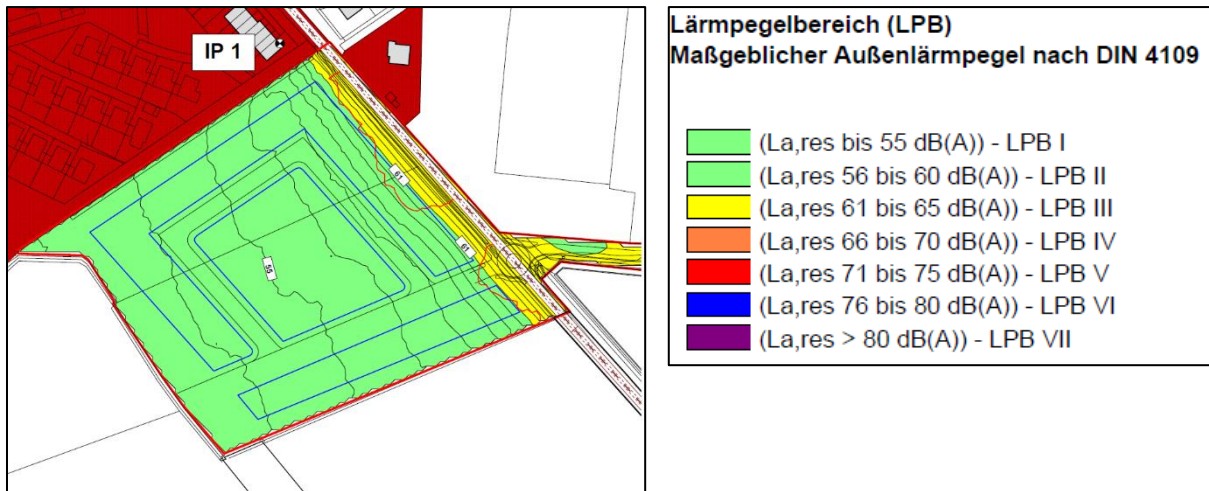 IP 1
61
61
55
Lärmpegelbereich (LPB)
Maßgeblicher Außenlärmpegel nach DIN 4109
(La,res bis 55 dB(A)) - LPB I
(La,res 56 bis 60 dB(A)) - LPB II
(La,res 61 bis 65 dB(A)) - LPB III
(La,res 66 bis 70 dB(A)) - LPB IV
(La,res 71 bis 75 dB(A)) - LPB V
(La,res 76 bis 80 dB(A)) - LPB VI
(La,res > 80 dB(A)) - LPB VII